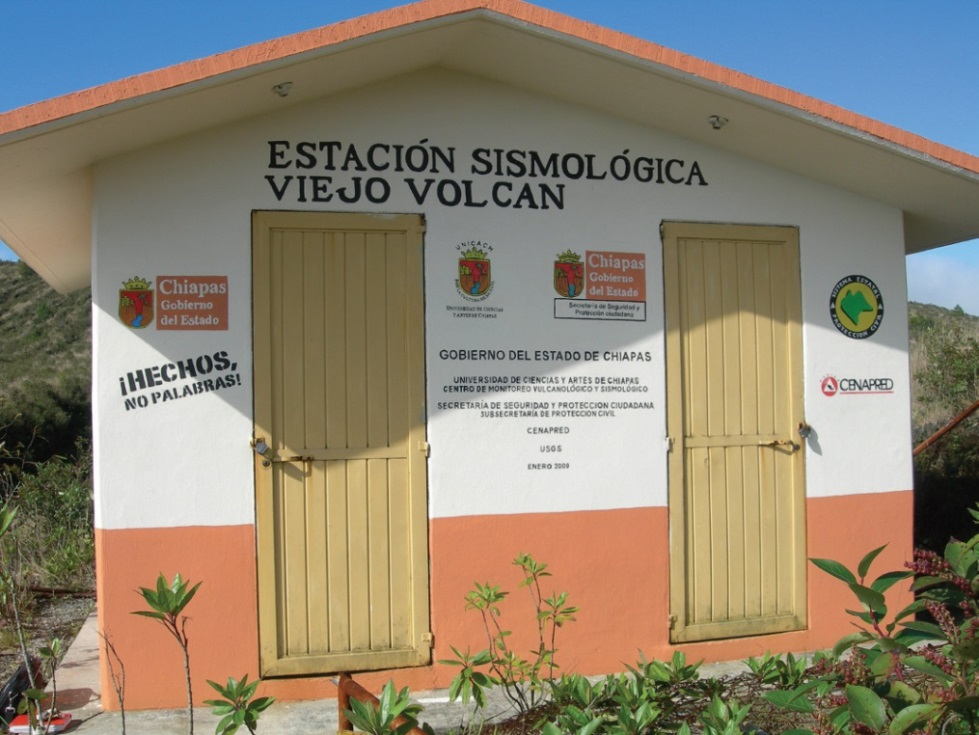 ESTACIÓN SISMOLÓGICA
VIEJO VOLCAN
Chiapas
Gobierno
del Estado
¡HECHOS,
NO PALABRAS!
UNICACH
Universidad de Ciencias
Y Artes de Chiapas
Chiapas
Gobierno
del Estado
Secretaría de Seguridad y
Protección ciudadana
GOBIERNO DEL ESTADO DE CHIAPAS
UNIVERSIDAD DE CIENCIAS Y ARTES DE CHIAPAS
CENTRO DE MONITOREO VULCANOLÓGICO Y SISMOLÓGICO
SECRETARÍA DE SEGURIDAD Y PROTECCION CIUDADANA
SUBSECRETARÍA DE PROTECCION CIVIL
CENAPRED
USGS
ENERO 2009
SISTEMA ESTATAL
PROTECCION CIVIL
CENAPRED